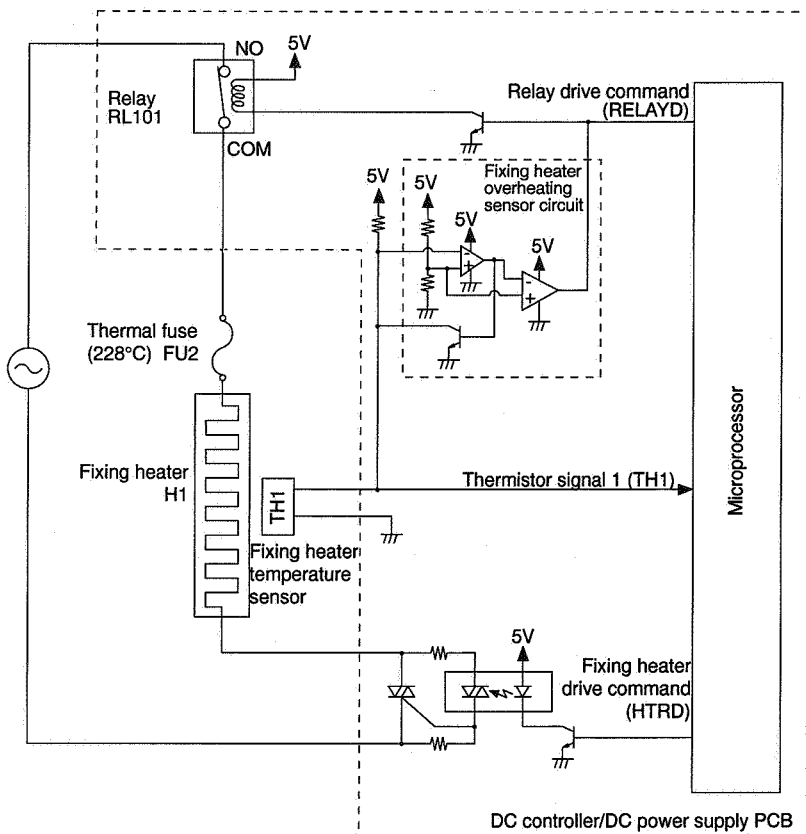 NO
5V
Relay
RL101
COM
Relay drive command
(RELAYD)
5V
5V
Fixing heater
overheating
sensor circuit
5V
5V
-
+
-
+
Thermal fuse
(228°C) FU2
Fixing heater
H1
TH1
Thermistor signal 1 (TH1)
Microprocessor
Fixing heater
temperature
sensor
5V
Fixing heater
drive command
(HTRD)
DC controller/DC power supply PCB